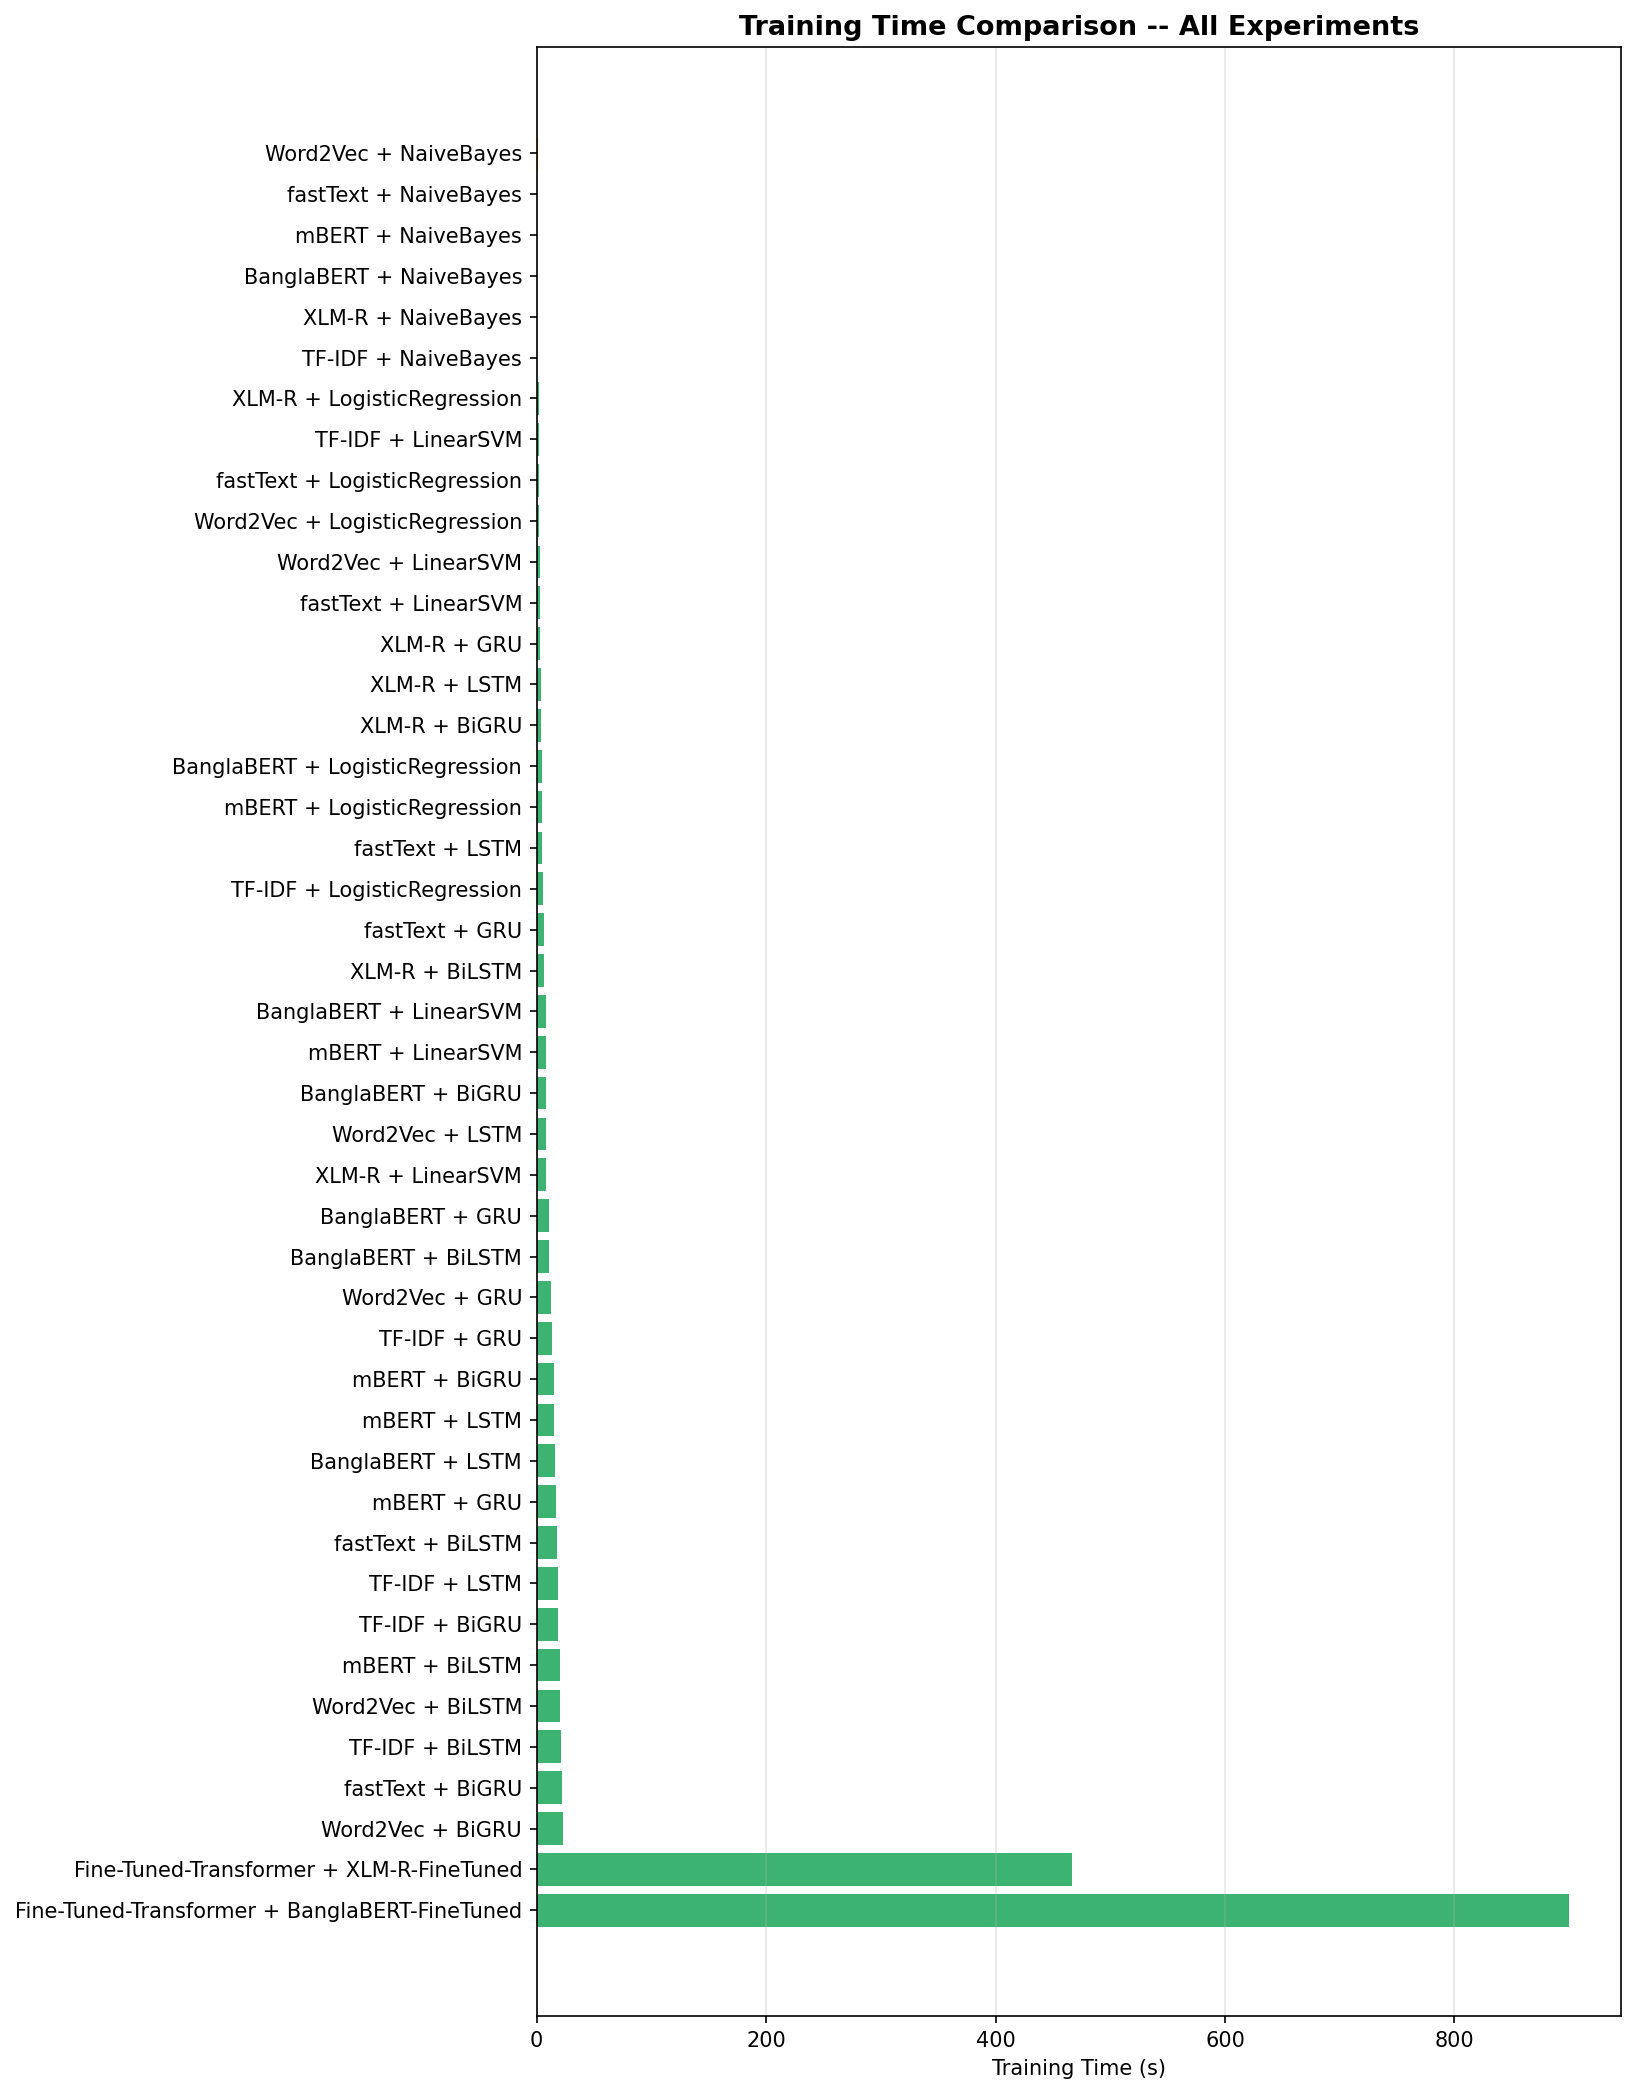 Training Time Comparison -- All Experiments
Word2Vec + NaiveBayes
fastText + NaiveBayes
mBERT + NaiveBayes
BanglaBERT + NaiveBayes
XLM-R + NaiveBayes
TF-IDF + NaiveBayes
XLM-R + LogisticRegression
TF-IDF + LinearSVM
fastText + LogisticRegression
Word2Vec + LogisticRegression
Word2Vec + LinearSVM
fastText + LinearSVM
XLM-R + GRU
XLM-R + LSTM
XLM-R + BiGRU
BanglaBERT + LogisticRegression
mBERT + LogisticRegression
fastText + LSTM
TF-IDF + LogisticRegression
fastText + GRU
XLM-R + BiLSTM
BanglaBERT + LinearSVM
mBERT + LinearSVM
BanglaBERT + BiGRU
Word2Vec + LSTM
XLM-R + LinearSVM
BanglaBERT + GRU
BanglaBERT + BiLSTM
Word2Vec + GRU
TF-IDF + GRU
mBERT + BiGRU
mBERT + LSTM
BanglaBERT + LSTM
mBERT + GRU
fastText + BiLSTM
TF-IDF + LSTM
TF-IDF + BiGRU
mBERT + BiLSTM
Word2Vec + BiLSTM
TF-IDF + BiLSTM
fastText + BiGRU
Word2Vec + BiGRU
Fine-Tuned-Transformer + XLM-R-FineTuned
Fine-Tuned-Transformer + BanglaBERT-FineTuned
0 200 400 600 800
Training Time (s)